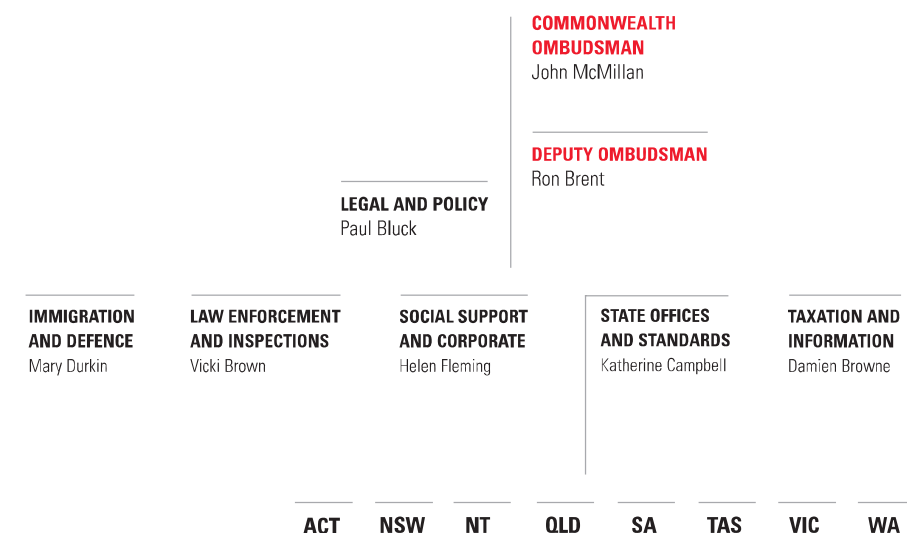 COMMONWEALTH
OMBUDSMAN
John McMillan
DEPUTY OMBUDSMAN
Ron Brent
LEGAL AND POLICY
Paul Bluck
IMMIGRATION
AND DEFENCE
Mary Durkin
LAW ENFORCEMENT
AND INSPECTIONS
Vicki Brown
SOCIAL SUPPORT
AND CORPORATE
Helen Fleming
STATE OFFICES
AND STANDARDS
Katherine Campbell
TAXATION AND
INFORMATION
Damien Browne
ACT NSW NT QLD SA TAS VIC WA